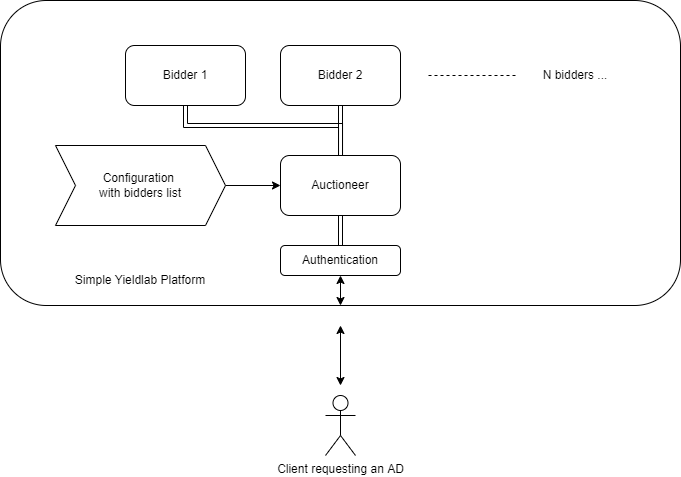 Bidder 1
Bidder 2
N bidders ...
Configuration
with bidders list
Auctioneer
Authentication
Simple Yieldlab Platform
Client requesting an AD